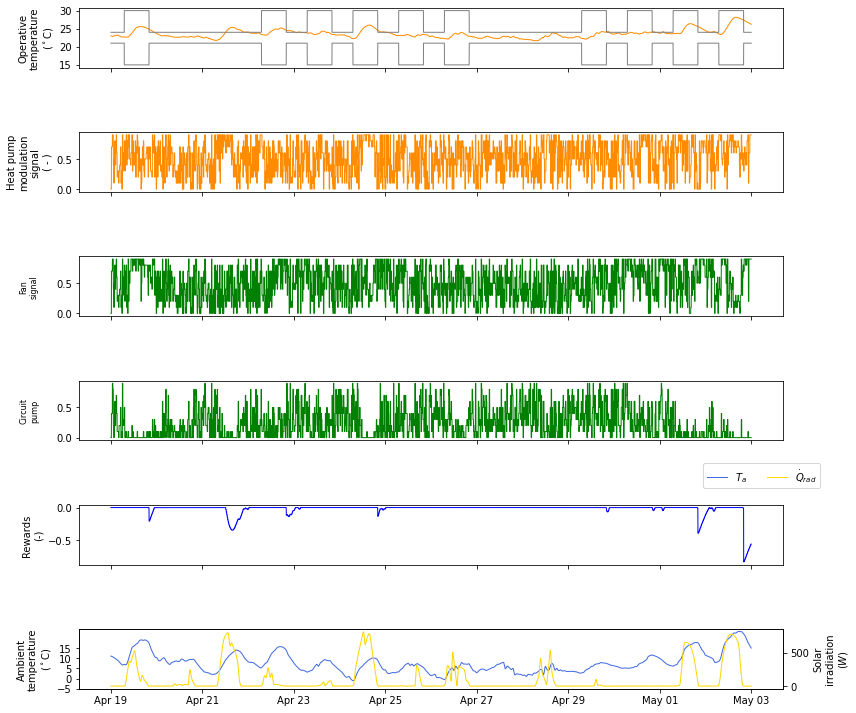 Operative
temperature
(°C)
30
25
20
15
Heat pump
modulation
signal
( - )
0.5
0.0
Fan
signal
0.5
0.0
Circuit
pump
0.5
0.0
T_a
Q̇_rad
Rewards
(-)
0.0
−0.5
Ambient
temperature
(°C)
15
10
5
0
−5
Solar
irradiation
(W)
500
0
Apr 19 Apr 21 Apr 23 Apr 25 Apr 27 Apr 29 May 01 May 03